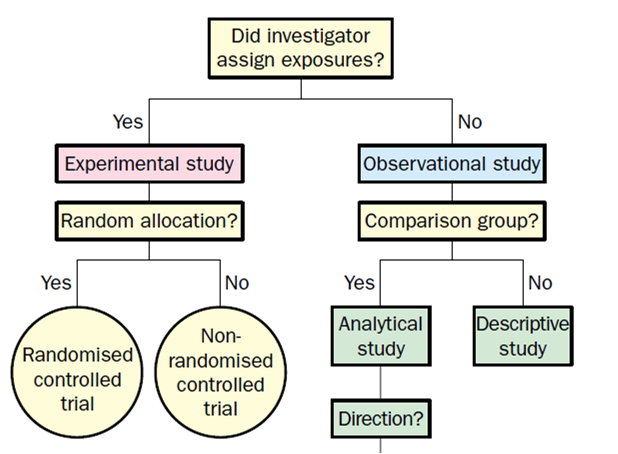 Did investigator
assign exposures?
Yes
No
Experimental study
Observational study
Random allocation?
Comparison group?
Yes
No
Yes
No
Randomised
controlled
trial
Non-
randomised
controlled
trial
Analytical
study
Descriptive
study
Direction?